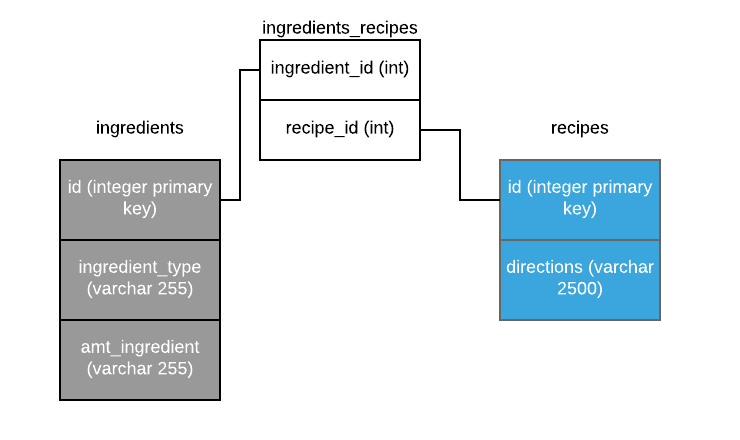 ingredients_recipes
ingredient_id (int)
recipe_id (int)
ingredients
id (integer primary
key)
ingredient_type
(varchar 255)
amt_ingredient
(varchar 255)
recipes
id (integer primary
key)
directions (varchar
2500)